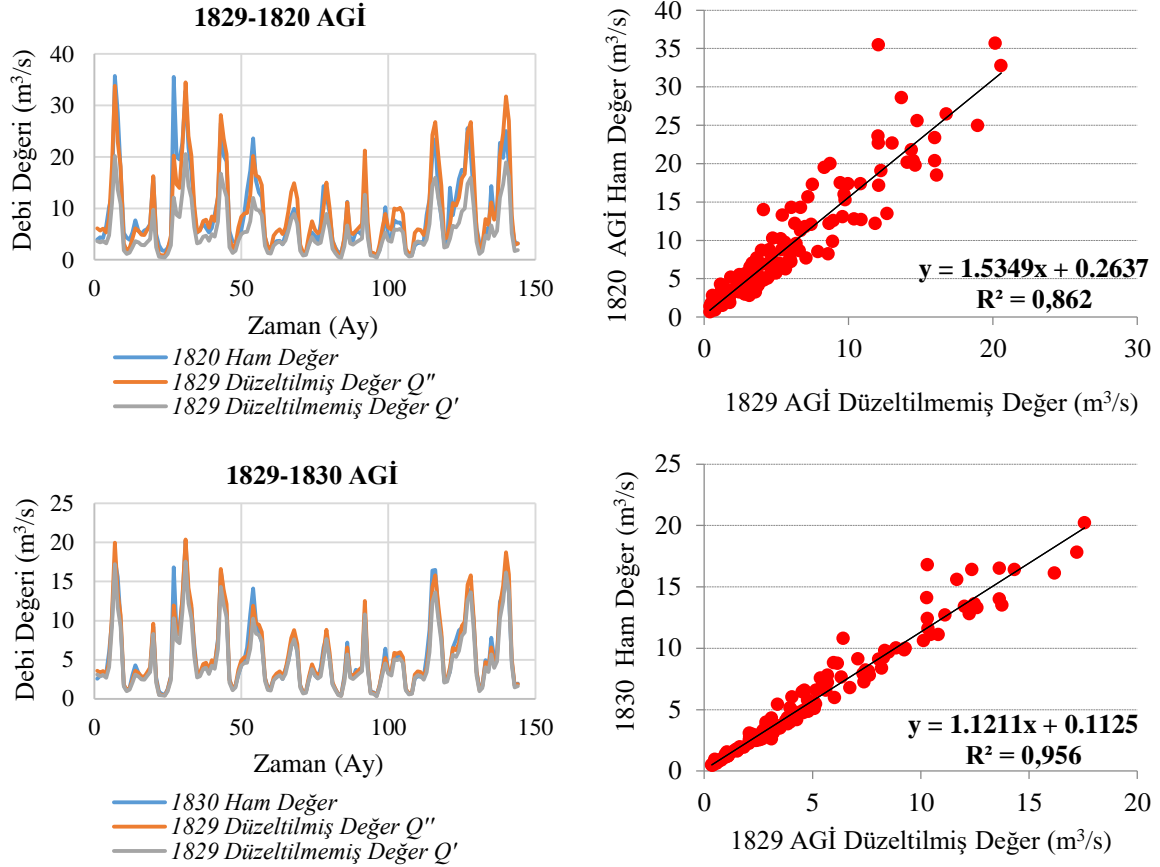 1829-1820 AGİ
Debi Değeri (m³/s)
40
30
20
10
0
0 50 100 150
Zaman (Ay)
1820 Ham Değer
1829 Düzeltilmiş Değer Q"
1829 Düzeltilmemiş Değer Q'
1820 AGİ Ham Değer (m³/s)
40
35
30
25
20
15
10
5
0
y = 1.5349x + 0.2637
R² = 0,862
0 10 20 30
1829 AGİ Düzeltilmemiş Değer (m³/s)
1829-1830 AGİ
Debi Değeri (m³/s)
25
20
15
10
5
0
0 50 100 150
Zaman (Ay)
1830 Ham Değer
1829 Düzeltilmiş Değer Q''
1829 Düzeltilmemiş Değer Q'
1830 Ham Değer (m³/s)
25
20
15
10
5
0
y = 1.1211x + 0.1125
R² = 0,956
0 5 10 15 20
1829 AGİ Düzeltilmiş Değer (m³/s)